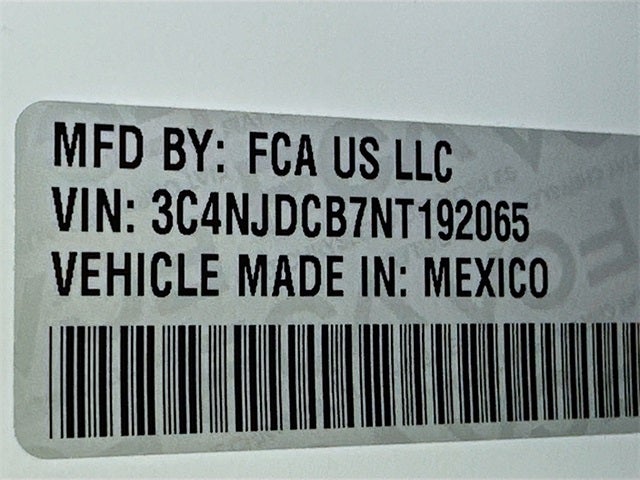 MFD BY: FCA US LLC
VIN: 3C4NJDCB7NT192065
VEHICLE MADE IN: MEXICO